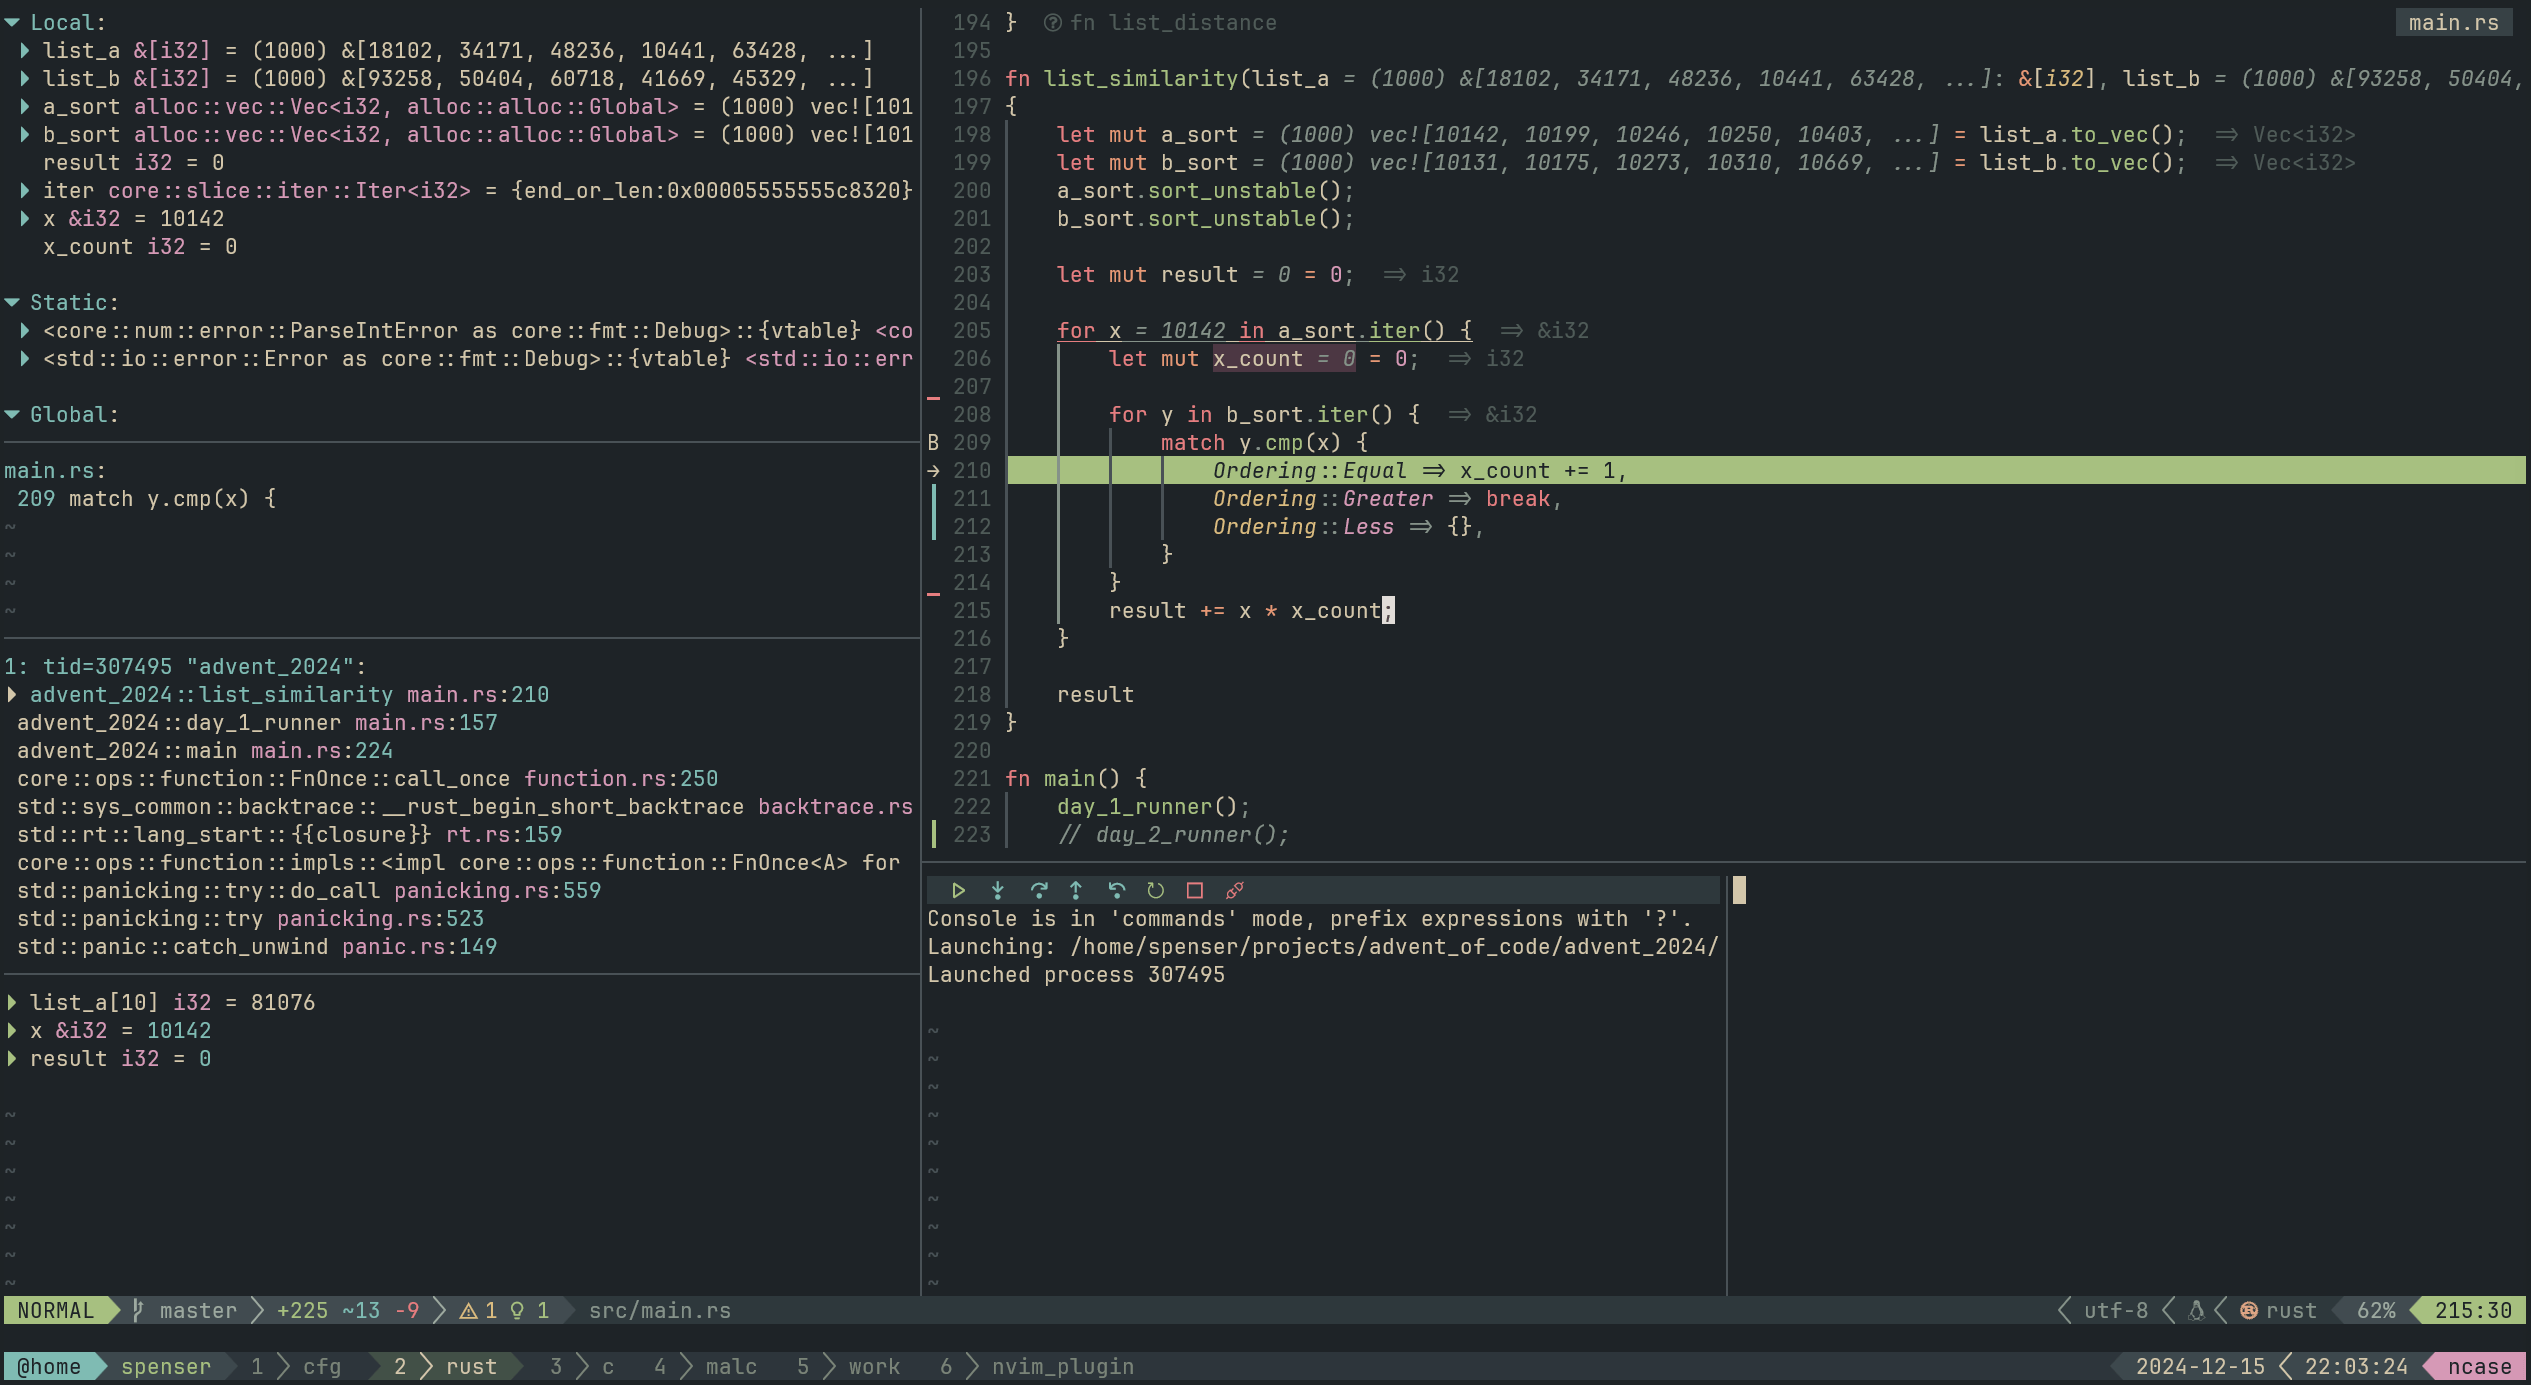 Local:
list_a &[i32] = (1000) &[18102, 34171, 48236, 10441, 63428, ...]
list_b &[i32] = (1000) &[93258, 50404, 60718, 41669, 45329, ...]
a_sort alloc::vec::Vec<i32, alloc::alloc::Global> = (1000) vec![101
b_sort alloc::vec::Vec<i32, alloc::alloc::Global> = (1000) vec![101
result i32 = 0
iter core::slice::iter::Iter<i32> = {end_or_len:0x00005555555c8320}
x &i32 = 10142
x_count i32 = 0
Static:
<core::num::error::ParseIntError as core::fmt::Debug>::{vtable} <co
<std::io::error::Error as core::fmt::Debug>::{vtable} <std::io::err
Global:
main.rs:
209 match y.cmp(x) {
~
~
~
~
1: tid=307495 "advent_2024":
advent_2024::list_similarity main.rs:210
advent_2024::day_1_runner main.rs:157
advent_2024::main main.rs:224
core::ops::function::FnOnce::call_once function.rs:250
std::sys_common::backtrace::__rust_begin_short_backtrace backtrace.rs
std::rt::lang_start::{{closure}} rt.rs:159
core::ops::function::impls::<impl core::ops::function::FnOnce<A> for
std::panicking::try::do_call panicking.rs:559
std::panicking::try panicking.rs:523
std::panic::catch_unwind panic.rs:149
list_a[10] i32 = 81076
x &i32 = 10142
result i32 = 0
~
~
~
~
~
~
~
194 } fn list_distance
main.rs
195
196 fn list_similarity(list_a = (1000) &[18102, 34171, 48236, 10441, 63428, ...]: &[i32], list_b = (1000) &[93258, 50404,
197 {
198 let mut a_sort = (1000) vec![10142, 10199, 10246, 10250, 10403, ...] = list_a.to_vec(); => Vec<i32>
199 let mut b_sort = (1000) vec![10131, 10175, 10273, 10310, 10669, ...] = list_b.to_vec(); => Vec<i32>
200 a_sort.sort_unstable();
201 b_sort.sort_unstable();
202
203 let mut result = 0 = 0; => i32
204
205 for x = 10142 in a_sort.iter() { => &i32
206 let mut x_count = 0 = 0; => i32
207
208 for y in b_sort.iter() { => &i32
B 209 match y.cmp(x) {
→ 210 Ordering::Equal => x_count += 1,
211 Ordering::Greater => break,
212 Ordering::Less => {},
213 }
214 }
215 result += x * x_count;
216 }
217
218 result
219 }
220
221 fn main() {
222 day_1_runner();
223 // day_2_runner();
Console is in 'commands' mode, prefix expressions with '?'.
Launching: /home/spenser/projects/advent_of_code/advent_2024/
Launched process 307495
~
~
~
~
~
~
~
~
~
~
NORMAL master +225 ~13 -9 1 1 src/main.rs
utf-8 rust 62% 215:30
@home spenser 1 cfg 2 rust 3 c 4 malc 5 work 6 nvim_plugin
2024-12-15 22:03:24 ncase